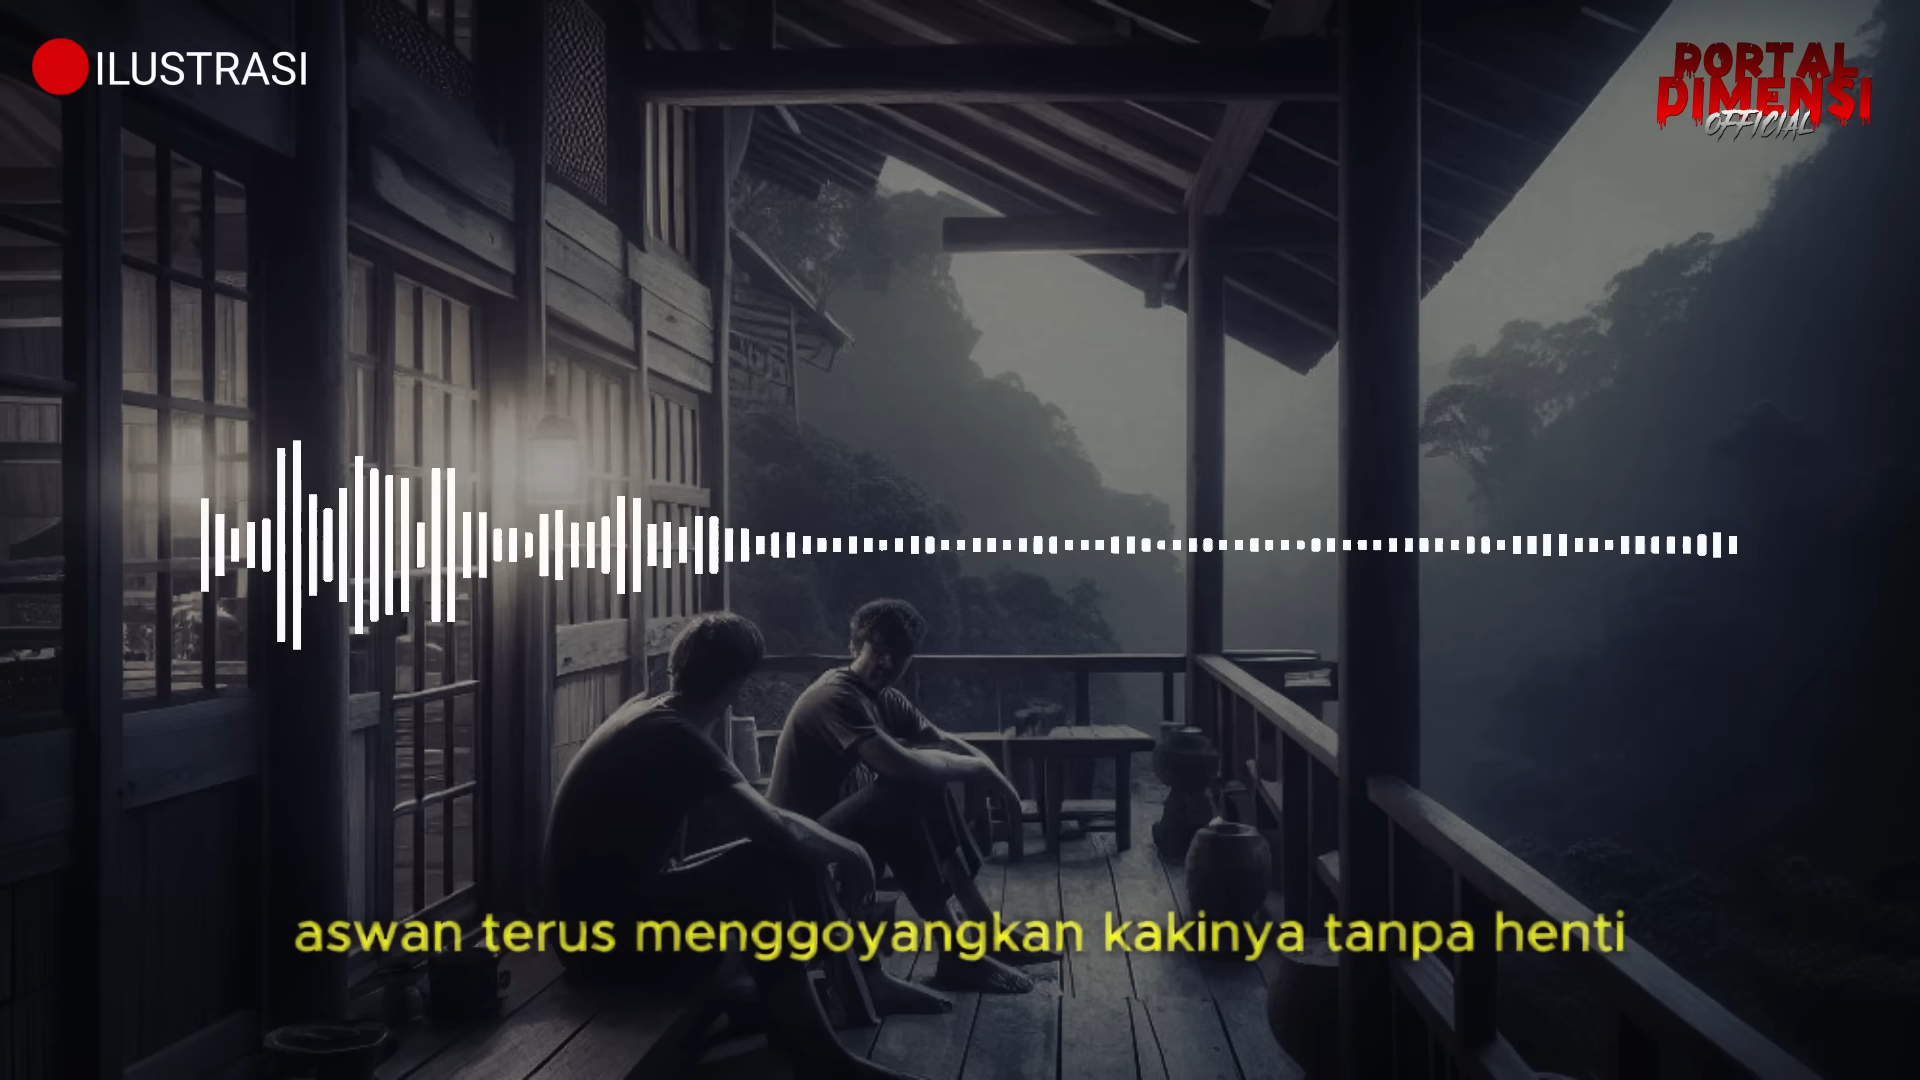 ILUSTRASI
PORTAL
DIMENSI
OFFICIAL
aswan terus menggoyangkan kakinya tanpa henti